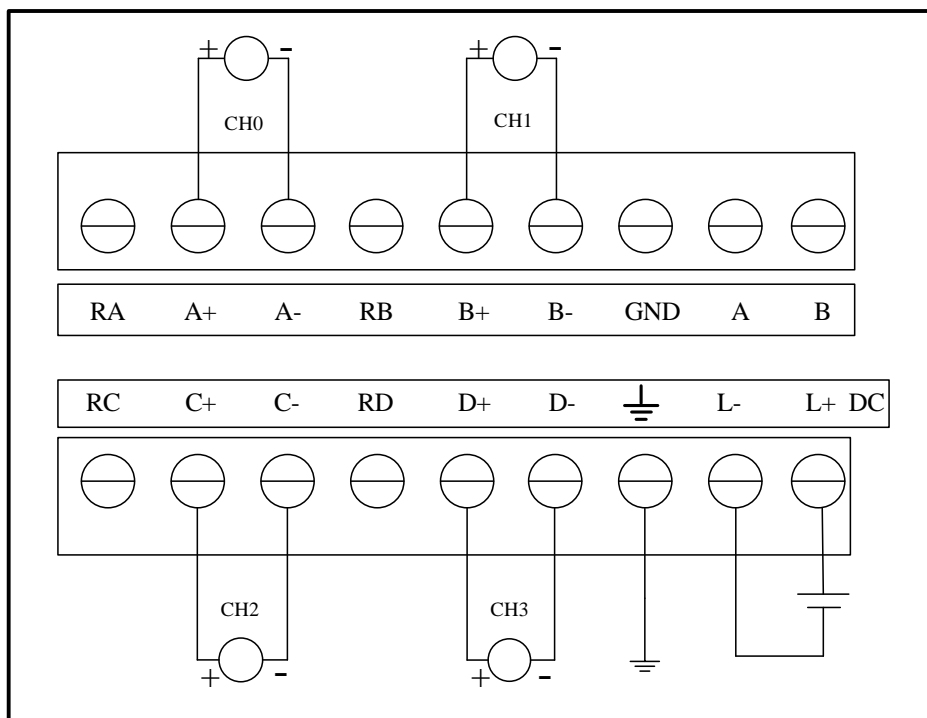 + -
CH0
+ -
CH1
RA A+ A- RB B+ B- GND A B
RC C+ C- RD D+ D- L- L+ DC
CH2
+ -
CH3
+ -